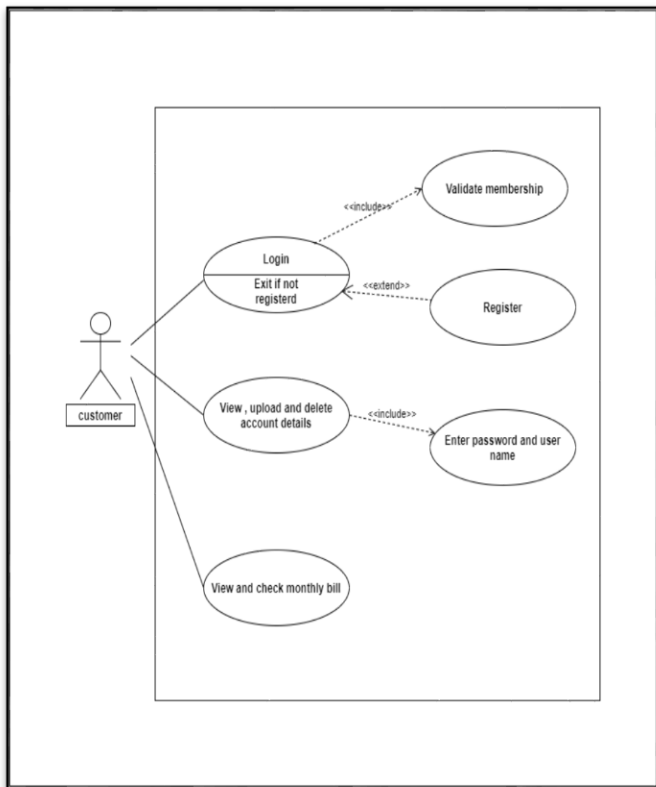 Validate membership
<<include>>
Login
Exit if not
registerd
<<extend>>
Register
customer
View , upload and delete
account details
<<include>>
Enter password and user
name
View and check monthly bill